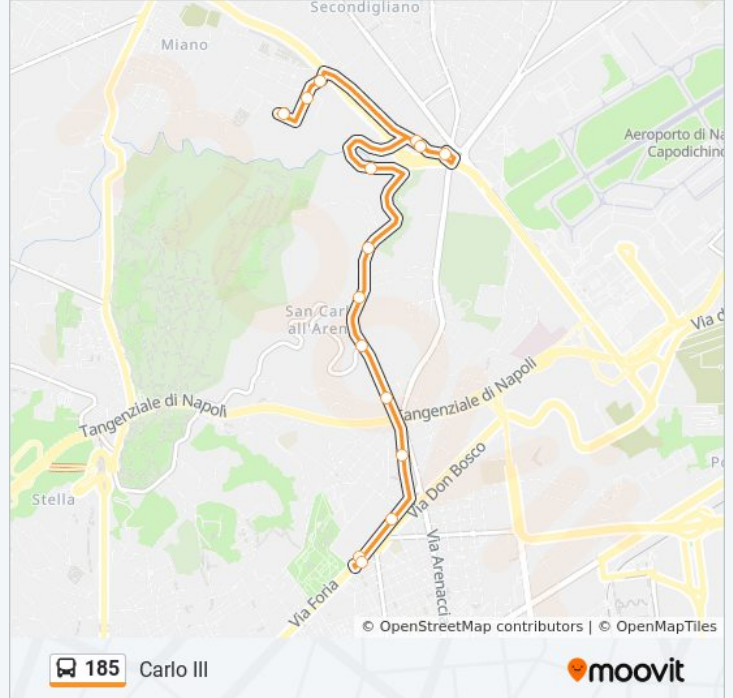 Secondigliano
Miano
Aeroporto di Na
Capodichino
San Carl
all'Aren
Via d
Tangenziale di Napoli
Tangenziale di Napoli
Via Don Bosco
Po
Stella
Via Arenacci
Via Foria
© OpenStreetMap contributors | © OpenMapTiles
185 Carlo III
moovit